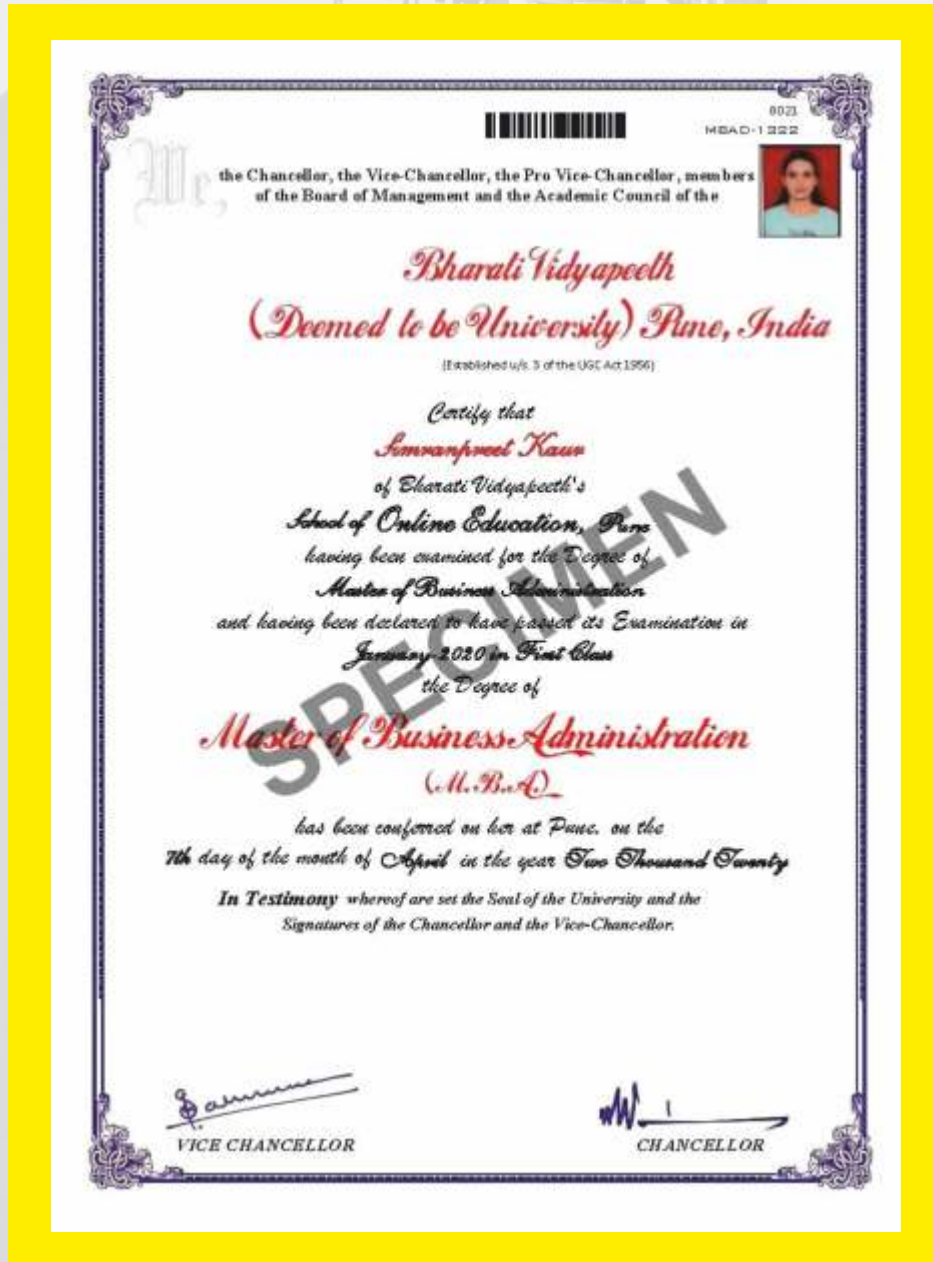 8021
MBAD-1322
We, the Chancellor, the Vice-Chancellor, the Pro Vice-Chancellor, members
of the Board of Management and the Academic Council of the
Bharati Vidyapeeth
(Deemed to be University) Pune, India
(Established u/s. 3 of the UGC Act 1956)
Certify that
Simranpreet Kaur
of Bharati Vidyapeeth's
School of Online Education, Pune
having been examined for the Degree of
Master of Business Administration
and having been declared to have passed its Examination in
January-2020 in First Class
the Degree of
Master of Business Administration
(M.B.A.)
has been conferred on her at Pune, on the
7th day of the month of April in the year Two Thousand Twenty
In Testimony whereof are set the Seal of the University and the
Signatures of the Chancellor and the Vice-Chancellor.
SPECIMEN
VICE CHANCELLOR
CHANCELLOR